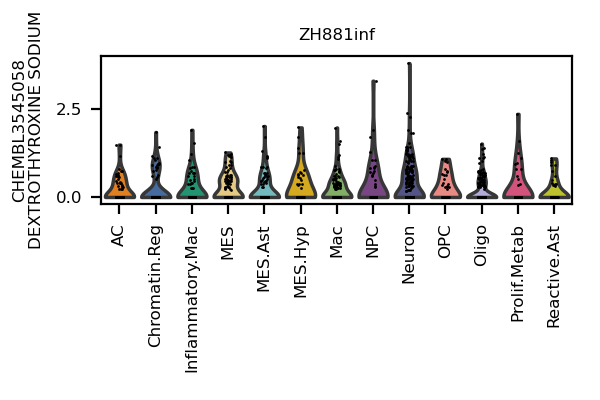 ZH881inf
CHEMBL3545058
DEXTROTHYROXINE SODIUM
2.5
0.0
AC
Chromatin.Reg
Inflammatory.Mac
MES
MES.Ast
MES.Hyp
Mac
NPC
Neuron
OPC
Oligo
Prolif.Metab
Reactive.Ast